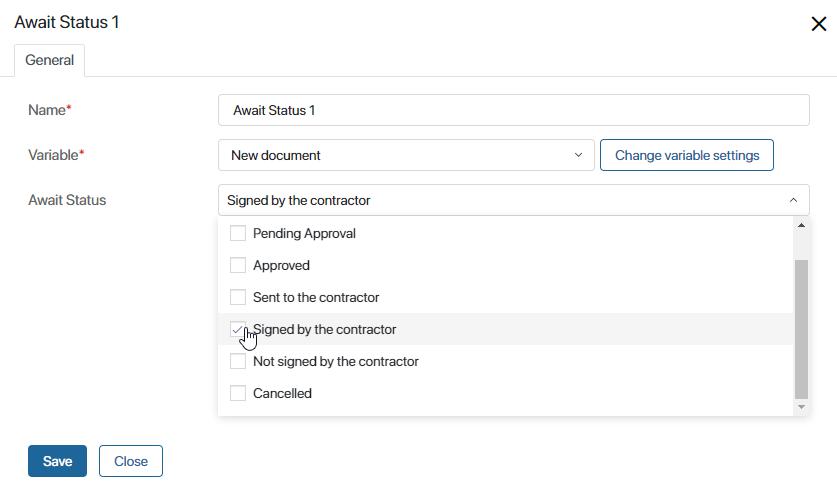 Await Status 1
General
Name*
Await Status 1
Variable*
New document
Change variable settings
Await Status
Signed by the contractor
Pending Approval
Approved
Sent to the contractor
Signed by the contractor
Not signed by the contractor
Cancelled
Save
Close